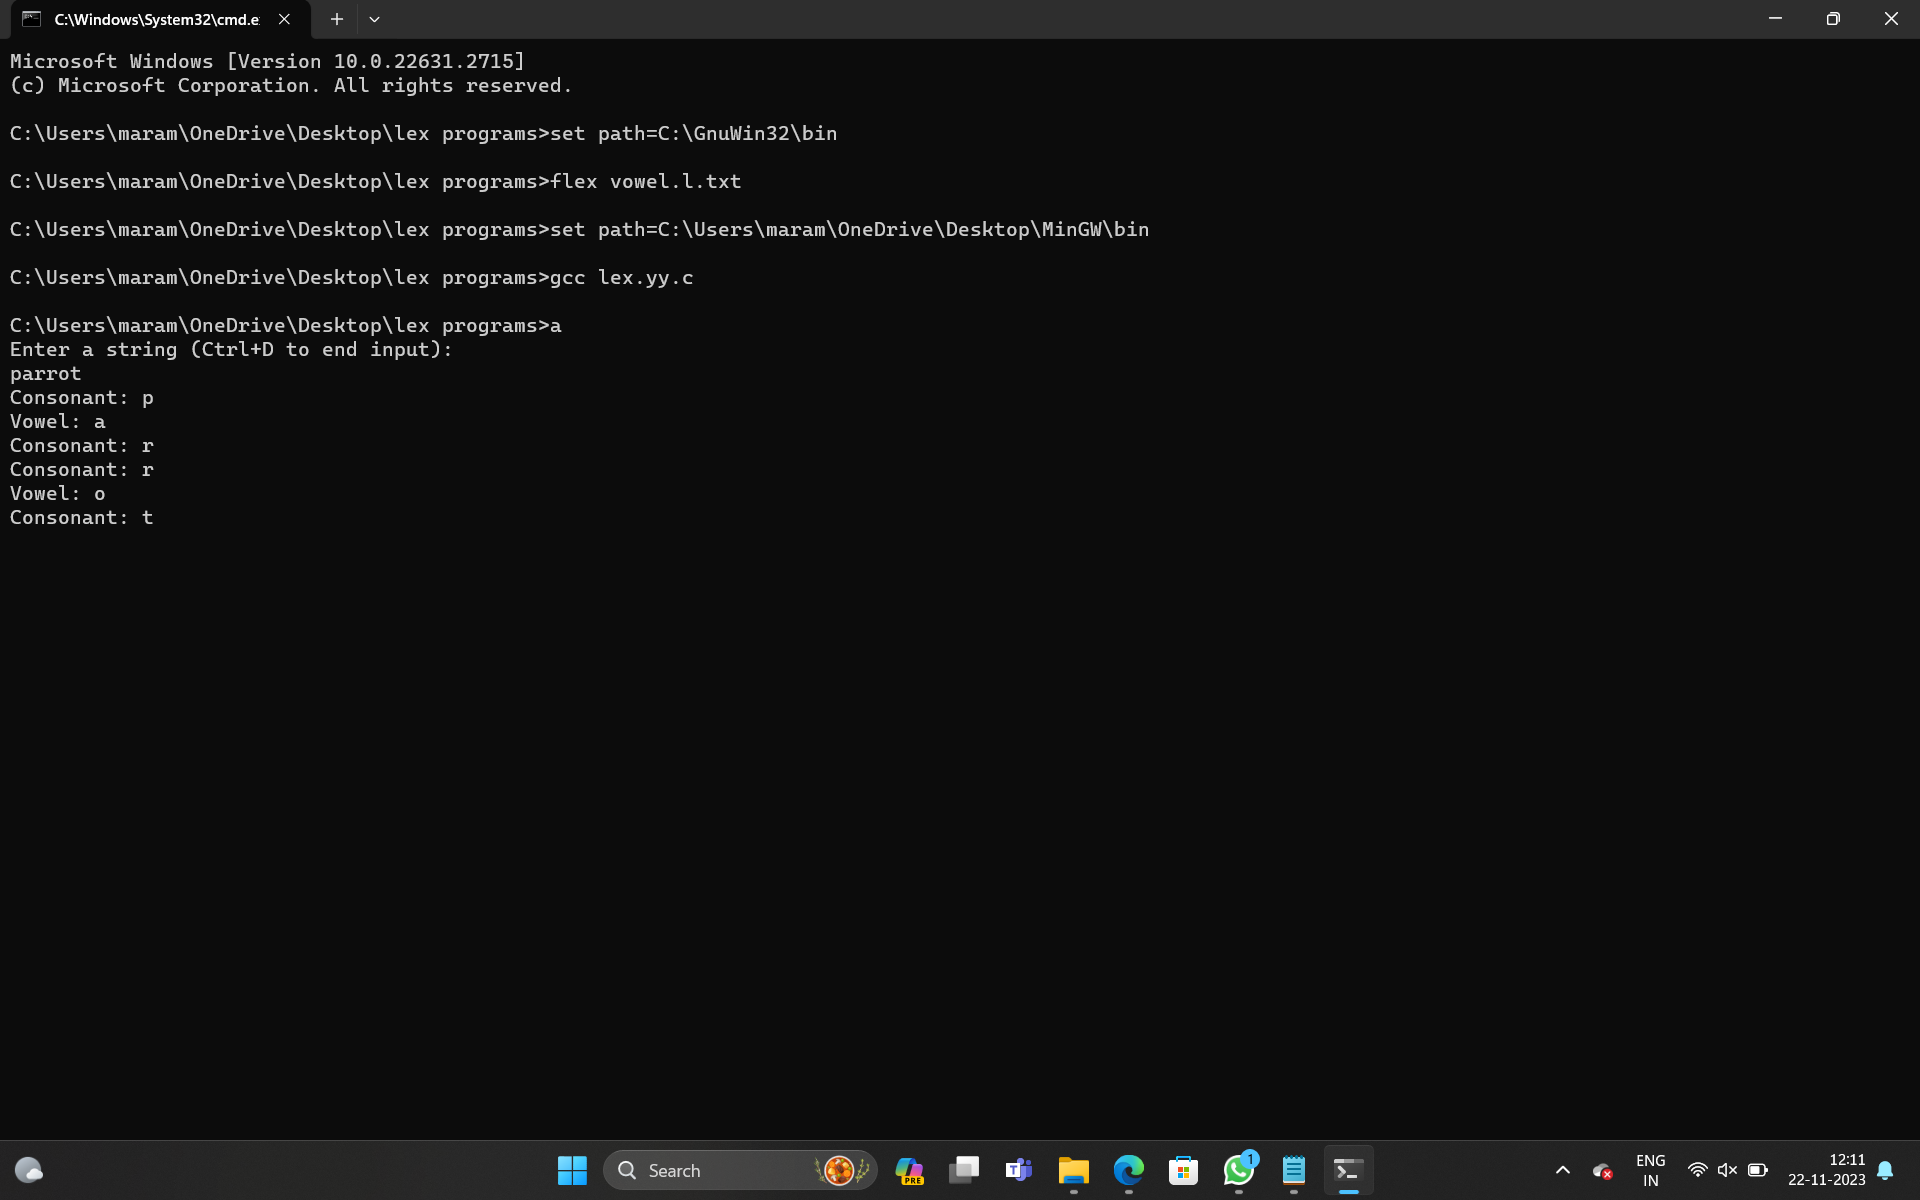 C:\Windows\System32\cmd.e
Microsoft Windows [Version 10.0.22631.2715]
(c) Microsoft Corporation. All rights reserved.
C:\Users\maram\OneDrive\Desktop\lex programs>set path=C:\GnuWin32\bin
C:\Users\maram\OneDrive\Desktop\lex programs>flex vowel.l.txt
C:\Users\maram\OneDrive\Desktop\lex programs>set path=C:\Users\maram\OneDrive\Desktop\MinGW\bin
C:\Users\maram\OneDrive\Desktop\lex programs>gcc lex.yy.c
C:\Users\maram\OneDrive\Desktop\lex programs>a
Enter a string (Ctrl+D to end input):
parrot
Consonant: p
Vowel: a
Consonant: r
Consonant: r
Vowel: o
Consonant: t
Search
PRE
T
1
ENG
IN
12:11
22-11-2023